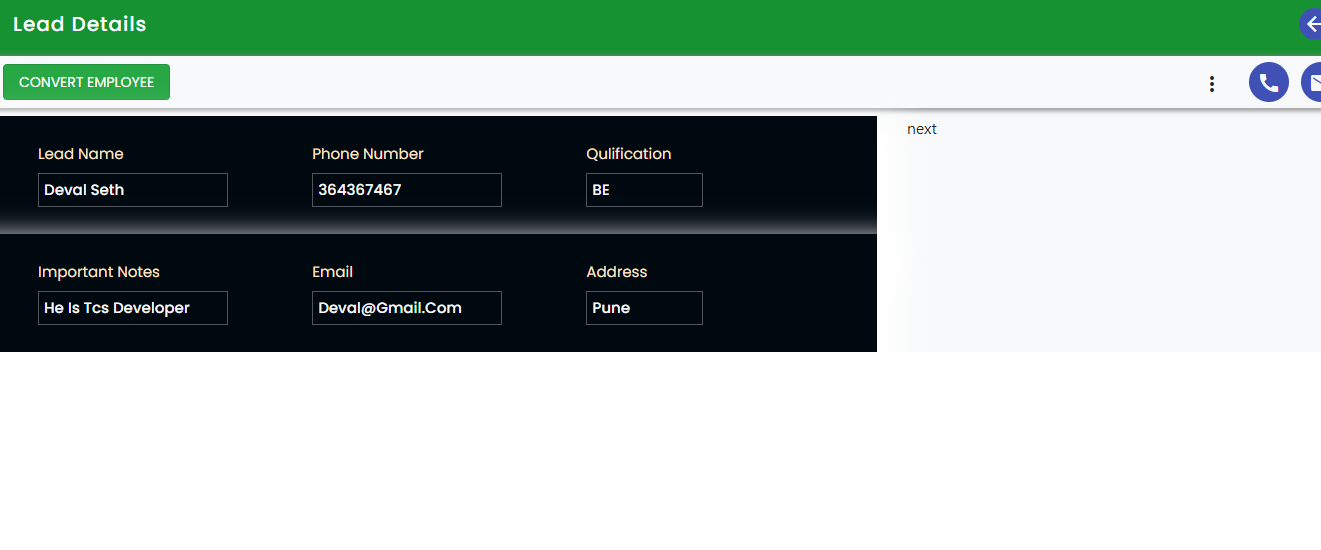 Lead Details
CONVERT EMPLOYEE
next
Lead Name Phone Number Qulification
Deval Seth 364367467 BE
Important Notes Email Address
He Is Tcs Developer Deval@Gmail.Com Pune